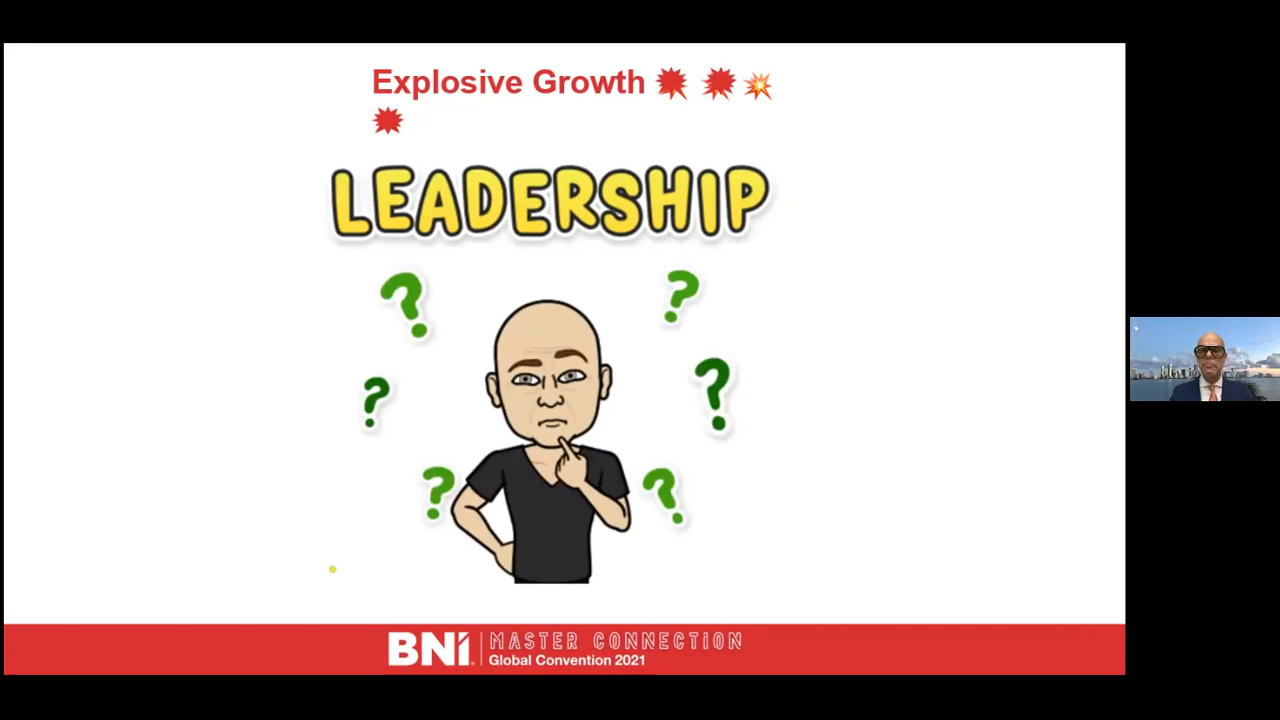 Explosive Growth
LEADERSHIP
? ?
? ?
? ?
BNI MASTER CONNECTION
Global Convention 2021